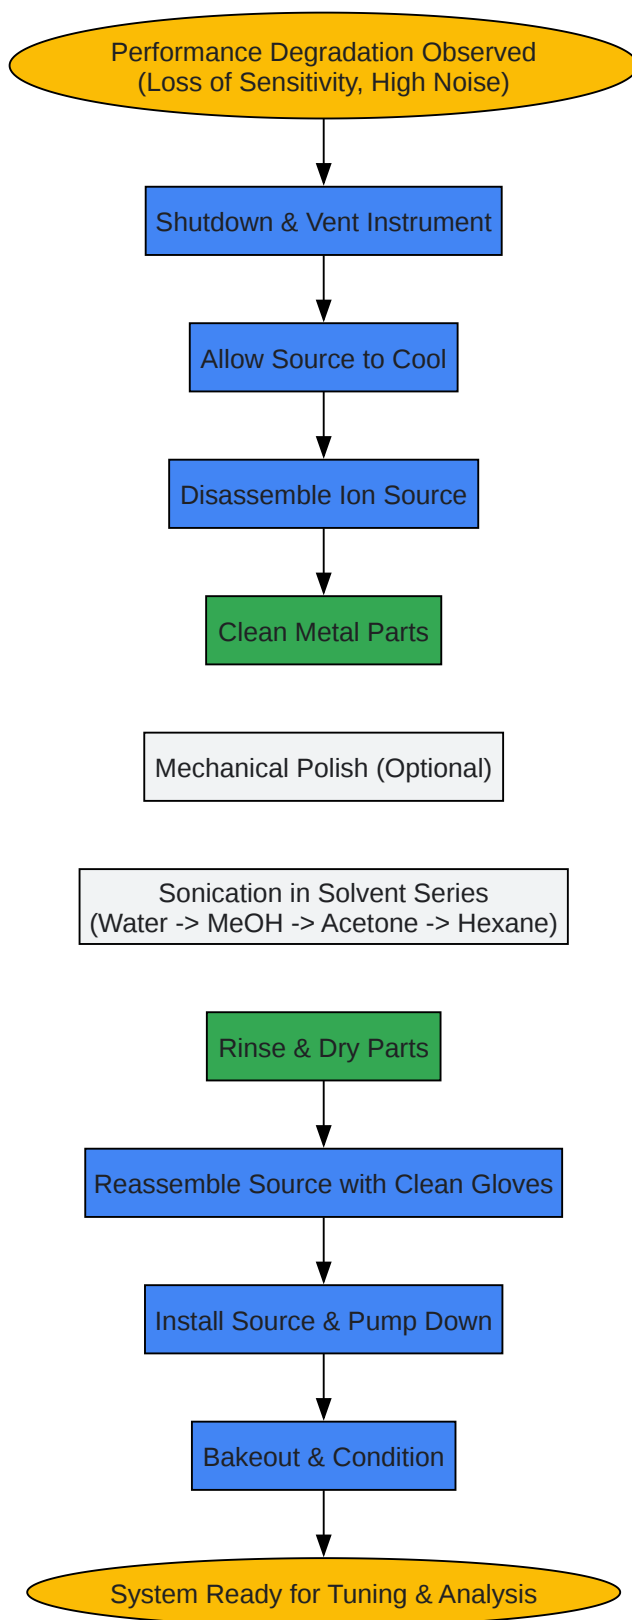 Performance Degradation Observed
(Loss of Sensitivity, High Noise)
Shutdown & Vent Instrument
Allow Source to Cool
Disassemble Ion Source
Clean Metal Parts
Mechanical Polish (Optional)
Sonication in Solvent Series
(Water -> MeOH -> Acetone -> Hexane)
Rinse & Dry Parts
Reassemble Source with Clean Gloves
Install Source & Pump Down
Bakeout & Condition
System Ready for Tuning & Analysis